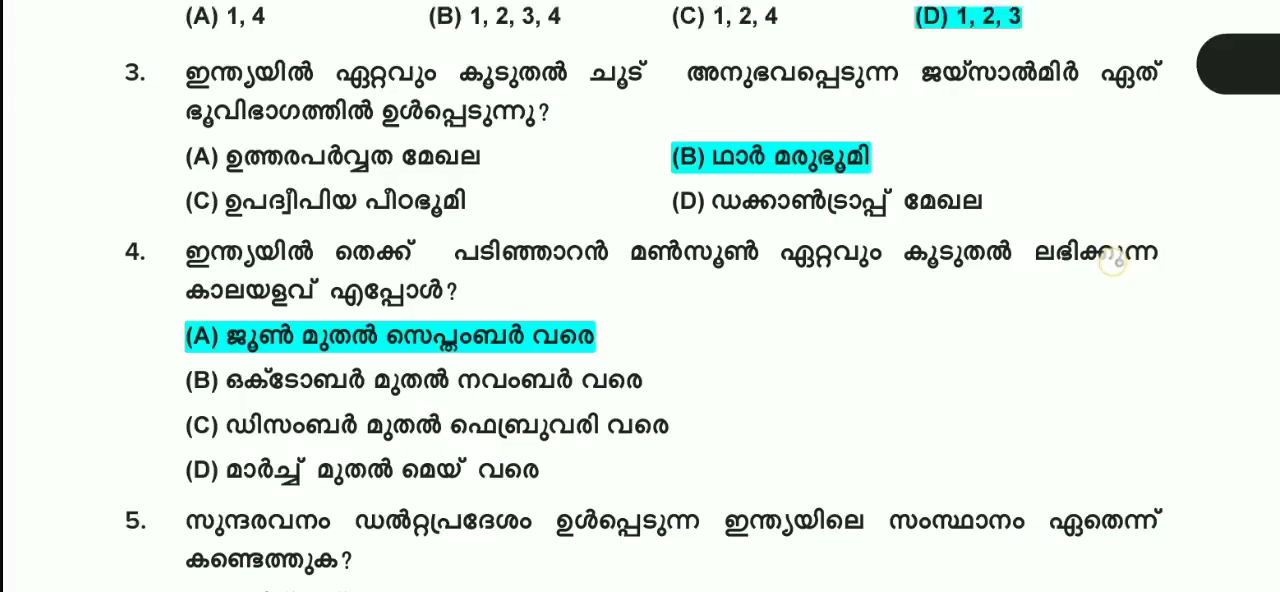 (A) 1, 4 (B) 1, 2, 3, 4 (C) 1, 2, 4 (D) 1, 2, 3
3. ഇന്ത്യയിൽ ഏറ്റവും കൂടുതൽ ചൂട് അനുഭവപ്പെടുന്ന ജയ്സാൽമിർ ഏത്
ഭൂവിഭാഗത്തിൽ ഉൾപ്പെടുന്നു?
(A) ഉത്തരപർവ്വത മേഖല (B) ഥാർ മരുഭൂമി
(C) ഉപദ്വീപിയ പീഠഭൂമി (D) ഡക്കാൺട്രാപ്പ് മേഖല
4. ഇന്ത്യയിൽ തെക്ക് പടിഞ്ഞാറൻ മൺസൂൺ ഏറ്റവും കൂടുതൽ ലഭിക്കുന്ന
കാലയളവ് എപ്പോൾ?
(A) ജൂൺ മുതൽ സെപ്തംബർ വരെ
(B) ഒക്ടോബർ മുതൽ നവംബർ വരെ
(C) ഡിസംബർ മുതൽ ഫെബ്രുവരി വരെ
(D) മാർച്ച് മുതൽ മെയ് വരെ
5. സുന്ദരവനം ഡൽറ്റപ്രദേശം ഉൾപ്പെടുന്ന ഇന്ത്യയിലെ സംസ്ഥാനം ഏതെന്ന്
കണ്ടെത്തുക?